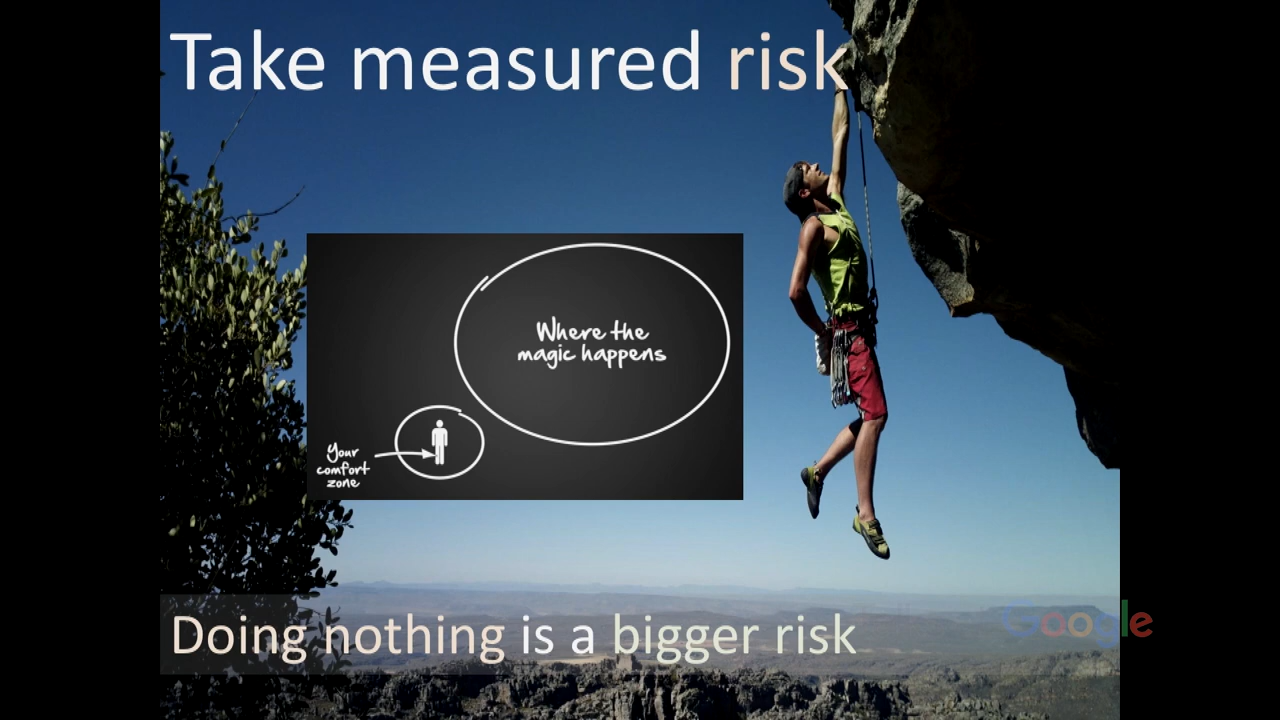 Take measured risk
Where the
magic happens
Your
comfort
zone
Doing nothing is a bigger risk
Google